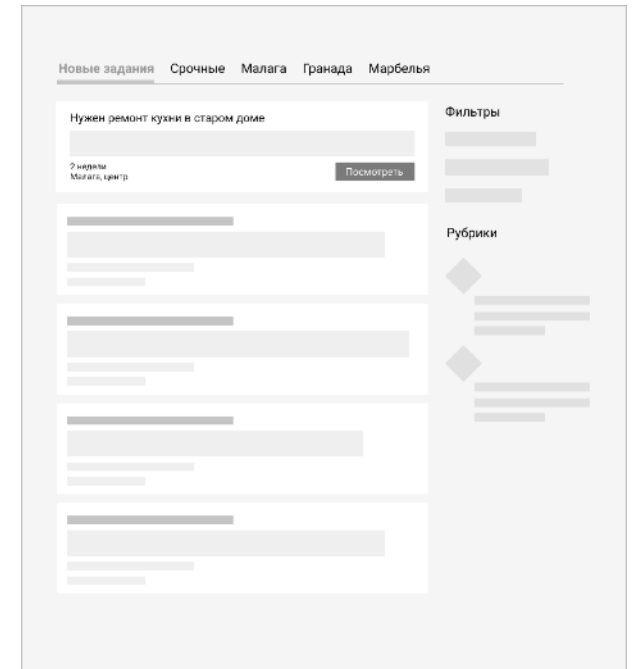 Новые задания Срочные Малага Гранада Марбелья
Нужен ремонт кухни в старом доме
2 недели
Малага, центр
Посмотреть
Фильтры
Рубрики